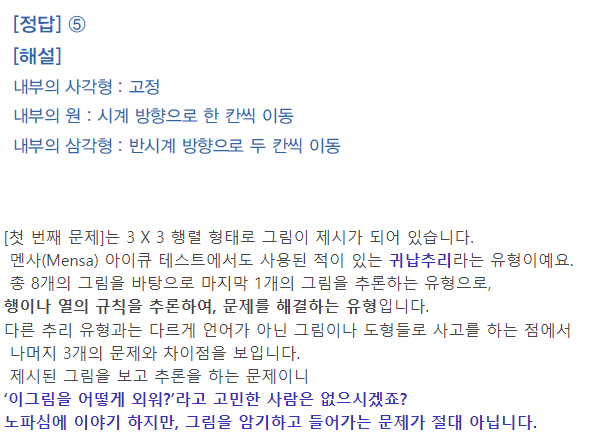 [정답] ⑤
[해설]
내부의 사각형 : 고정
내부의 원 : 시계 방향으로 한 칸씩 이동
내부의 삼각형 : 반시계 방향으로 두 칸씩 이동
[첫 번째 문제]는 3 X 3 행렬 형태로 그림이 제시가 되어 있습니다.
멘사(Mensa) 아이큐 테스트에서도 사용된 적이 있는 귀납추리라는 유형이예요.
총 8개의 그림을 바탕으로 마지막 1개의 그림을 추론하는 유형으로,
행이나 열의 규칙을 추론하여, 문제를 해결하는 유형입니다.
다른 추리 유형과는 다르게 언어가 아닌 그림이나 도형들로 사고를 하는 점에서
나머지 3개의 문제와 차이점을 보입니다.
제시된 그림을 보고 추론을 하는 문제이니
‘이그림을 어떻게 외워?’라고 고민한 사람은 없으시겠죠?
노파심에 이야기 하지만, 그림을 암기하고 들어가는 문제가 절대 아닙니다.